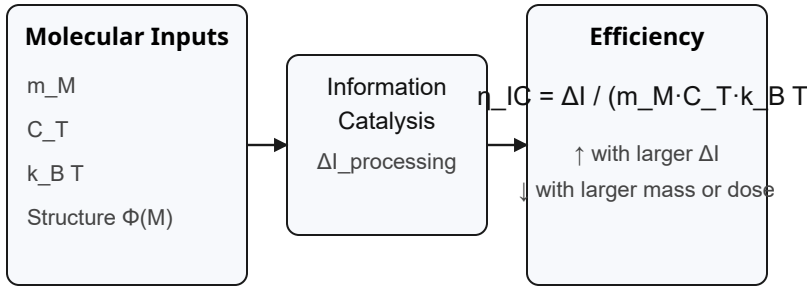 Molecular Inputs
m_M
C_T
k_B T
Structure Φ(M)
Information
Catalysis
ΔI_processing
Efficiency
η_IC = ΔI / (m_M·C_T·k_B T
↑ with larger ΔI
↓ with larger mass or dose